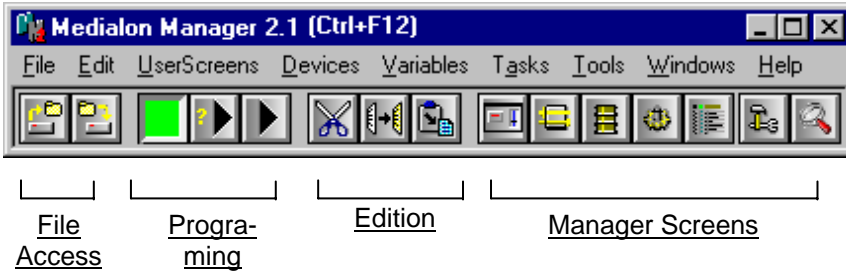 Medialon Manager 2.1 (Ctrl+F12)
File Edit UserScreens Devices Variables Tasks Tools Windows Help
?
File Access
Progra-ming
Edition
Manager Screens